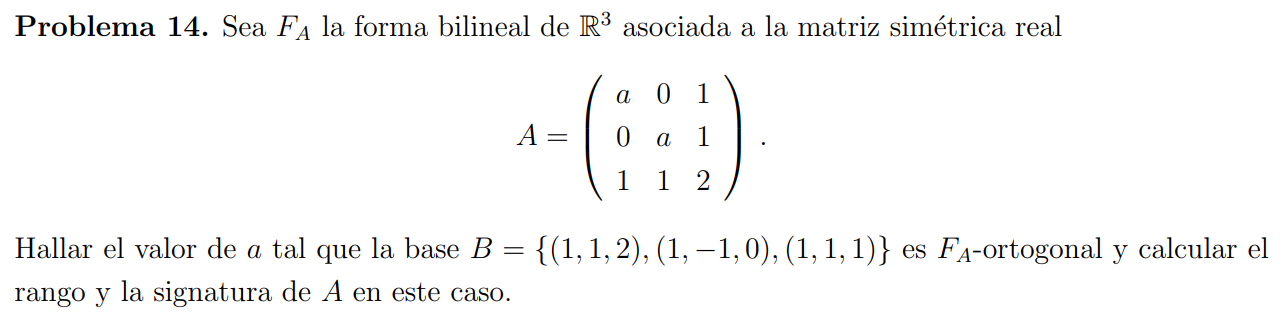 Problema 14. Sea F_A la forma bilineal de ℝ³ asociada a la matriz simétrica real
A = ( a 0 1
0 a 1
1 1 2 ) .
Hallar el valor de a tal que la base B = {(1, 1, 2), (1, −1, 0), (1, 1, 1)} es F_A-ortogonal y calcular el
rango y la signatura de A en este caso.